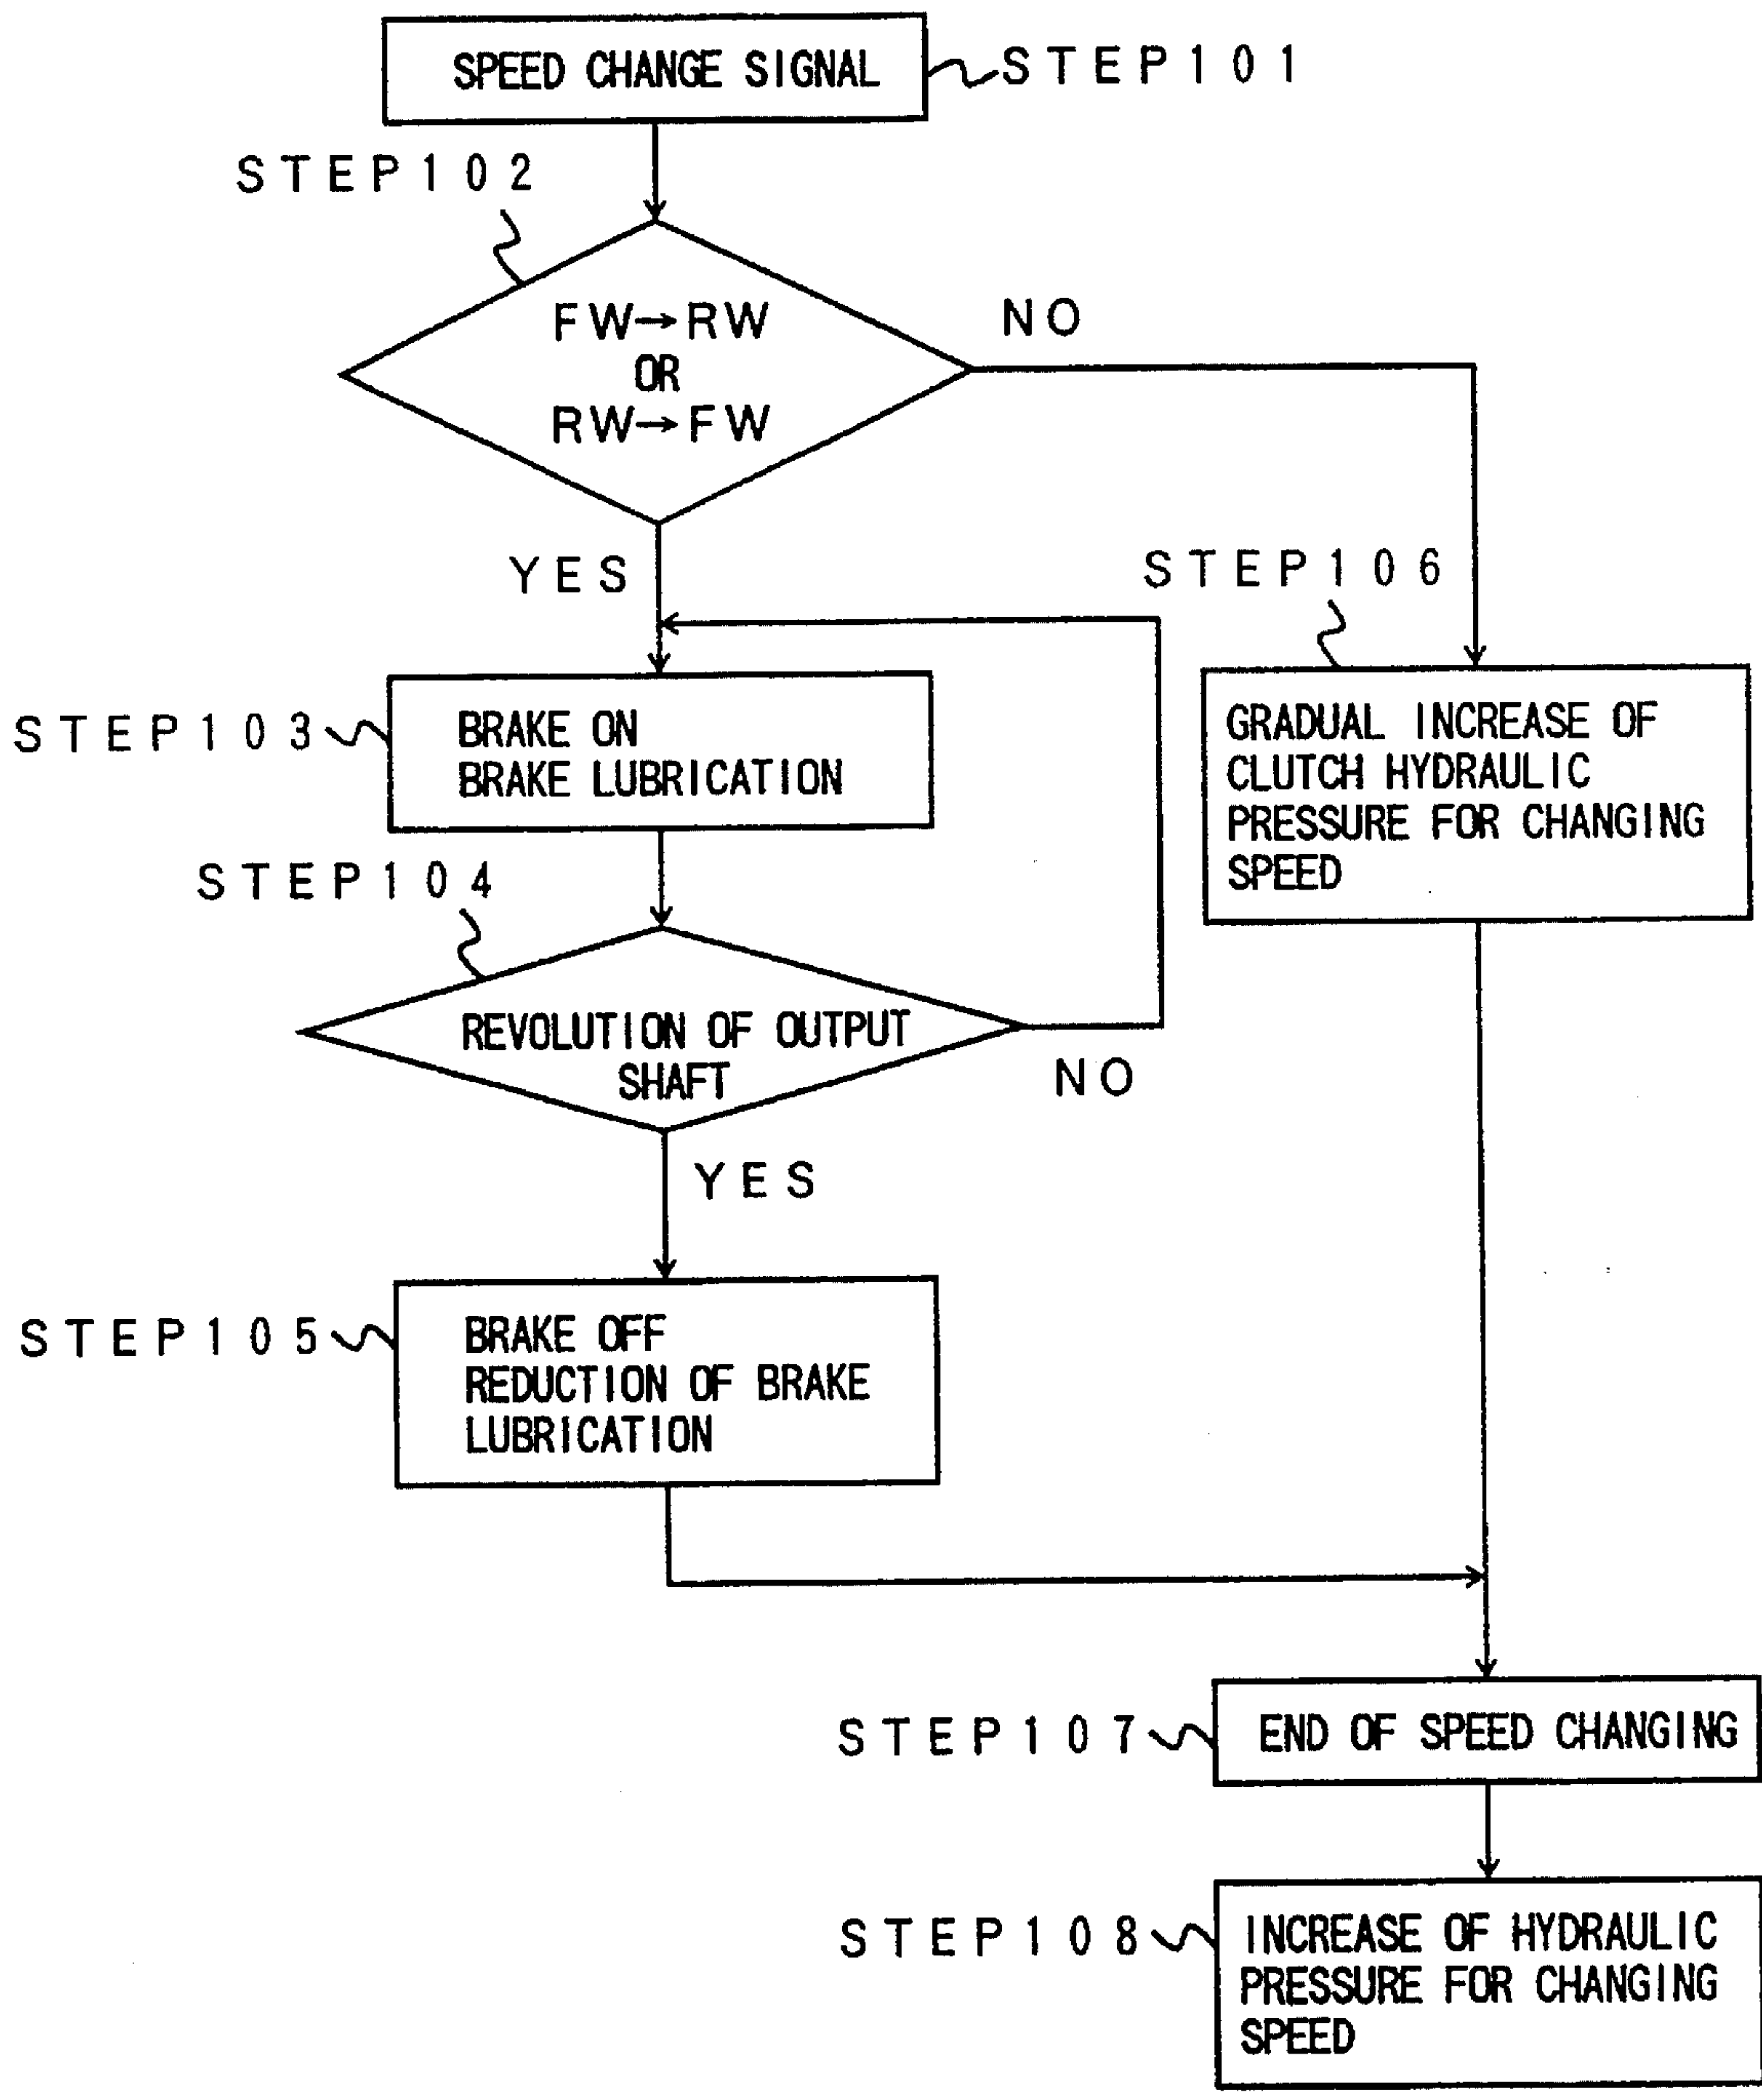 SPEED CHANGE SIGNAL
STEP101
STEP102
FW→RW
OR
RW→FW
NO
YES
STEP106
STEP103
BRAKE ON
BRAKE LUBRICATION
GRADUAL INCREASE OF
CLUTCH HYDRAULIC
PRESSURE FOR CHANGING
SPEED
STEP104
REVOLUTION OF OUTPUT
SHAFT
NO
YES
STEP105
BRAKE OFF
REDUCTION OF BRAKE
LUBRICATION
STEP107
END OF SPEED CHANGING
STEP108
INCREASE OF HYDRAULIC
PRESSURE FOR CHANGING
SPEED